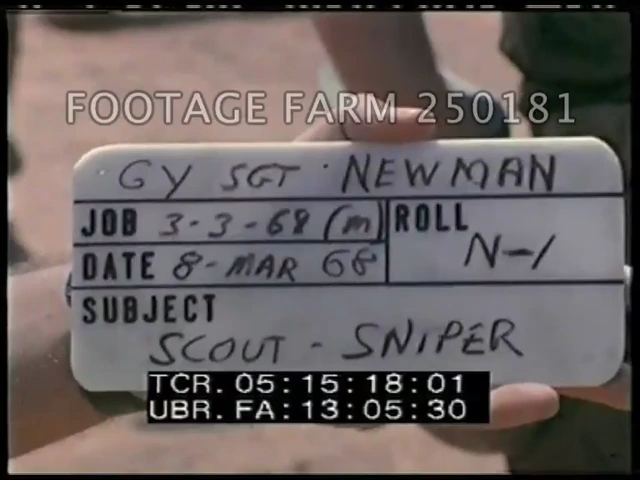 FOOTAGE FARM 250181
GY SGT. NEWMAN
JOB 3-3-68 (m) ROLL
N-1
DATE 8-MAR 68
SUBJECT
SCOUT - SNIPER
TCR. 05:15:18:01
UBR. FA: 13:05:30